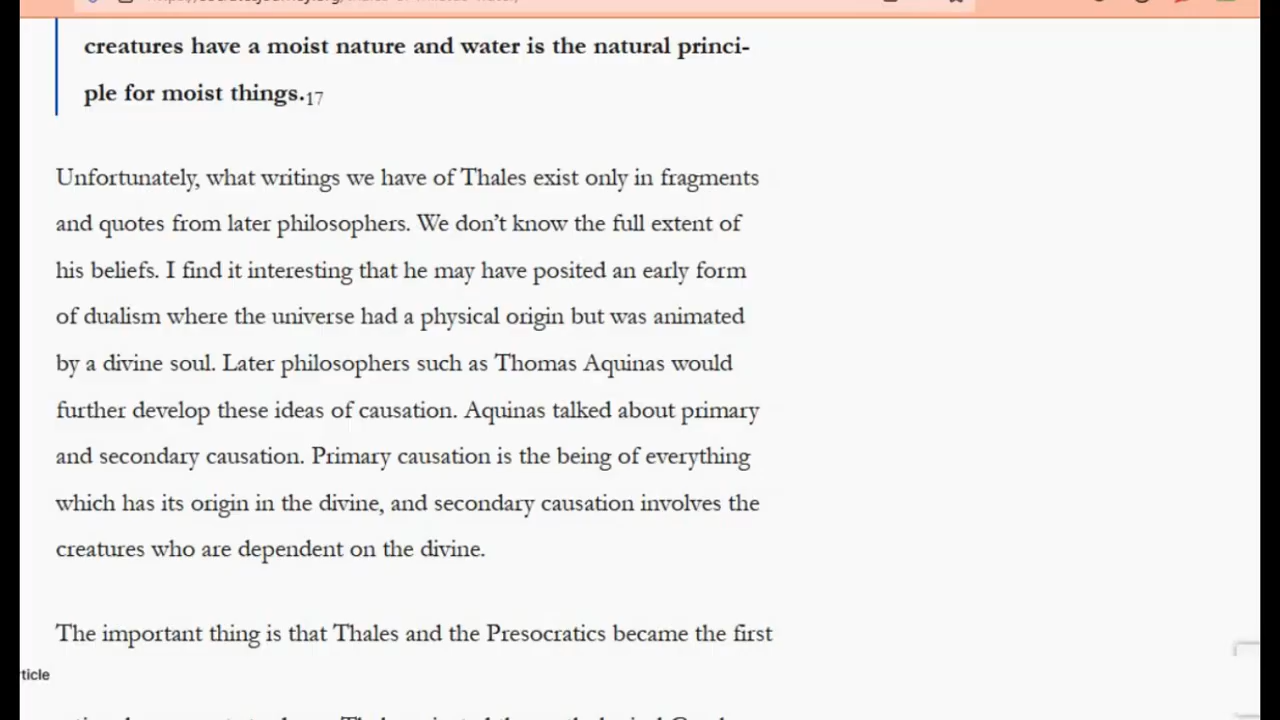 creatures have a moist nature and water is the natural princi-
ple for moist things.17
Unfortunately, what writings we have of Thales exist only in fragments
and quotes from later philosophers. We don’t know the full extent of
his beliefs. I find it interesting that he may have posited an early form
of dualism where the universe had a physical origin but was animated
by a divine soul. Later philosophers such as Thomas Aquinas would
further develop these ideas of causation. Aquinas talked about primary
and secondary causation. Primary causation is the being of everything
which has its origin in the divine, and secondary causation involves the
creatures who are dependent on the divine.
The important thing is that Thales and the Presocratics became the first
ticle